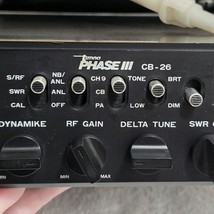 Tenna PHASE III CB-26
S/RF NB/ANL CH9 TONE BRT
SWR ANL CB
CAL OFF PA LOW DIM
DYNAMIKE RF GAIN DELTA TUNE SWR C
MIN MIN MAX